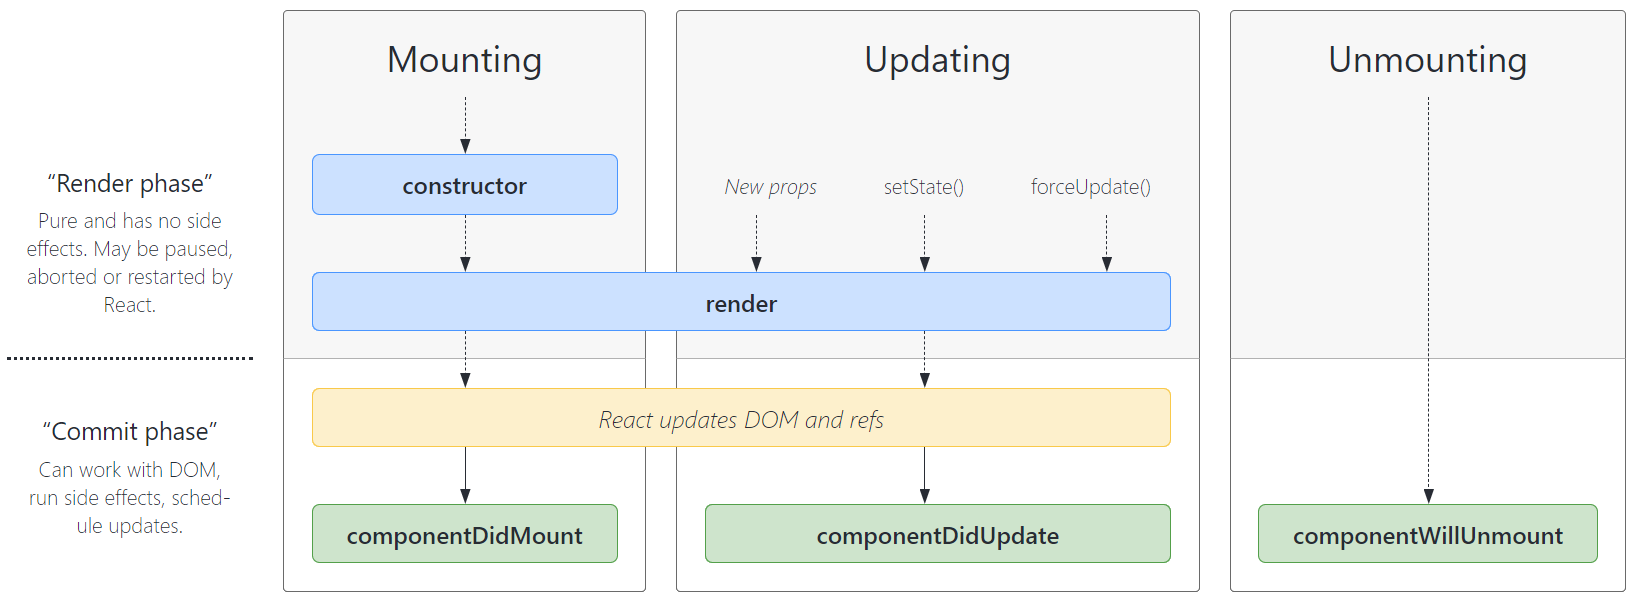 Mounting
Updating
Unmounting
“Render phase”
Pure and has no side
effects. May be paused,
aborted or restarted by
React.
constructor
New props
setState()
forceUpdate()
render
“Commit phase”
Can work with DOM,
run side effects, sched-
ule updates.
React updates DOM and refs
componentDidMount
componentDidUpdate
componentWillUnmount